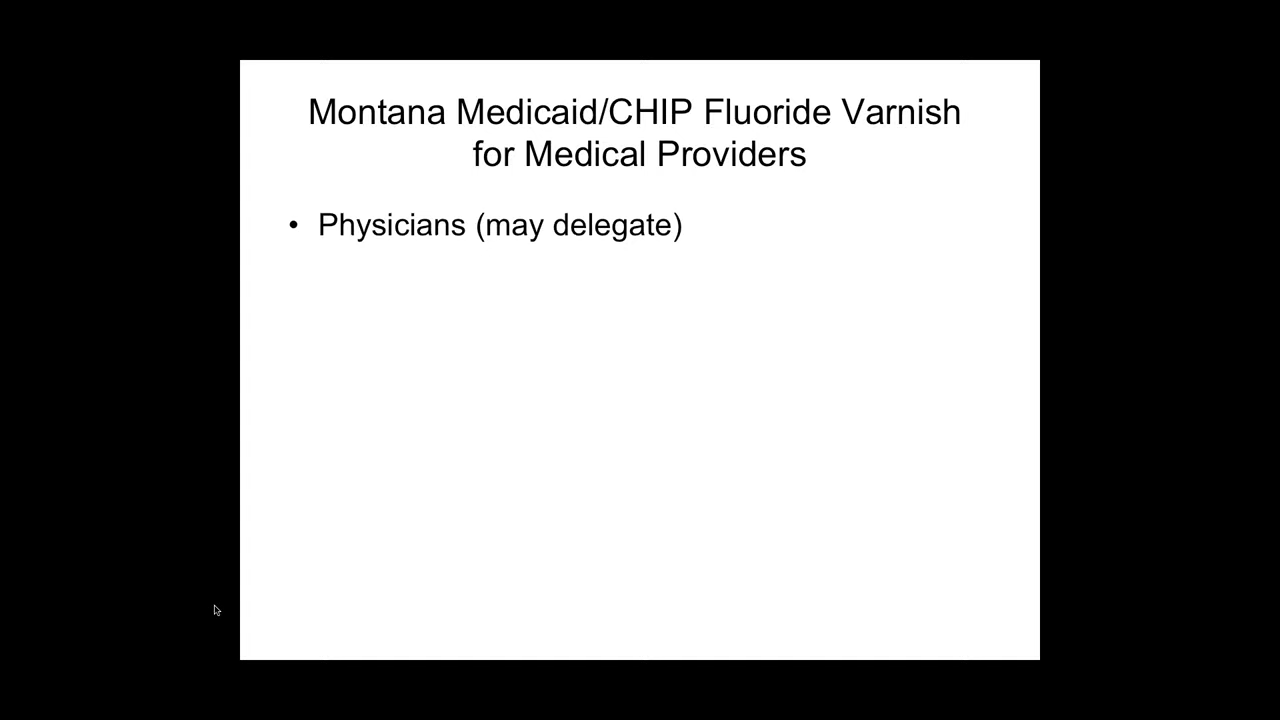 Montana Medicaid/CHIP Fluoride Varnish
for Medical Providers
• Physicians (may delegate)